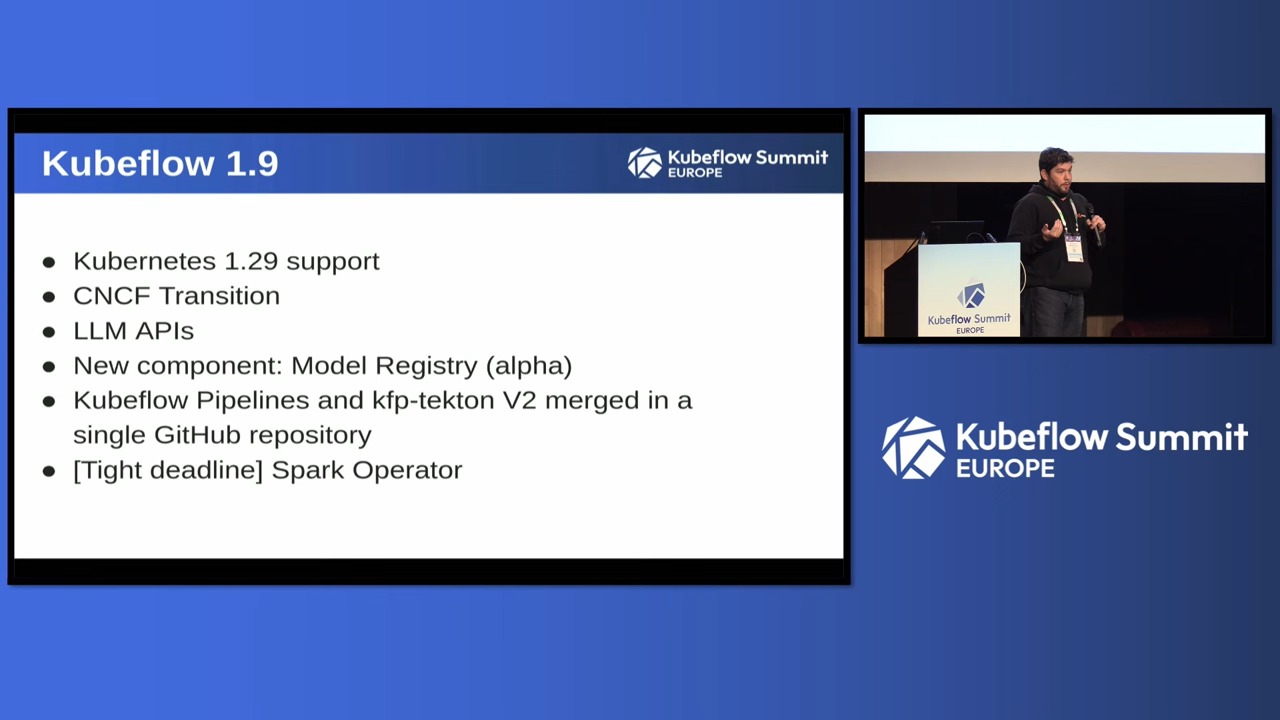 Kubeflow 1.9
Kubeflow Summit
EUROPE
● Kubernetes 1.29 support
● CNCF Transition
● LLM APIs
● New component: Model Registry (alpha)
● Kubeflow Pipelines and kfp-tekton V2 merged in a
single GitHub repository
● [Tight deadline] Spark Operator
Kubeflow Summit
EUROPE
Kubeflow Summit
EUROPE